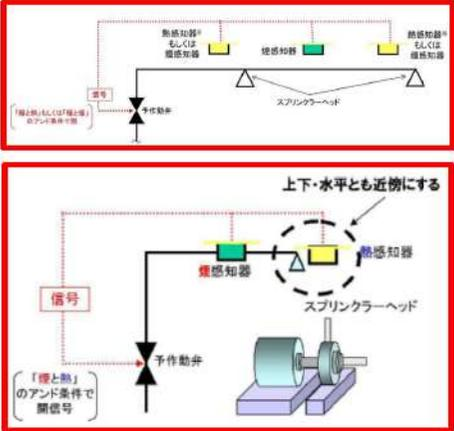 熱感知器※
もしくは
煙感知器
煙感知器
熱感知器※
もしくは
煙感知器
スプリンクラーヘッド
信号
予作動弁
「煙と熱」もしくは「煙と煙」
のアンド条件で開
上下・水平とも近傍にする
煙感知器
熱感知器
スプリンクラーヘッド
信号
予作動弁
「煙と熱」
のアンド条件で
開信号